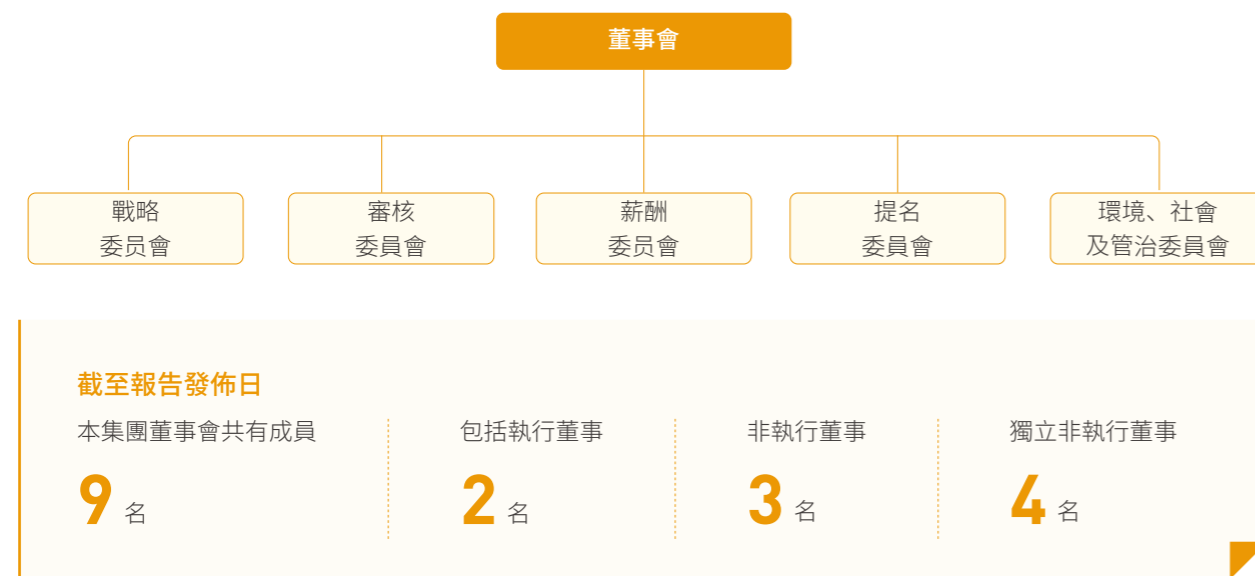 董事會
戰略
委员會
審核
委員會
薪酬
委员會
提名
委員會
環境、社會
及管治委員會
截至報告發佈日
本集團董事會共有成員
9 名
包括執行董事
2 名
非執行董事
3 名
獨立非執行董事
4 名